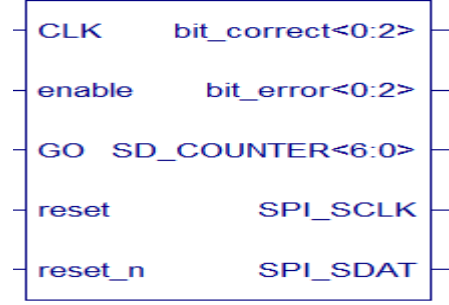 CLK bit_correct<0:2>
enable bit_error<0:2>
GO SD_COUNTER<6:0>
reset SPI_SCLK
reset_n SPI_SDAT